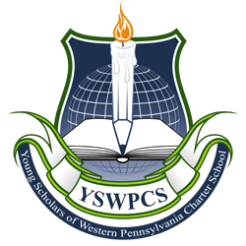 YSWPCS
Young Scholars of Western Pennsylvania Charter School